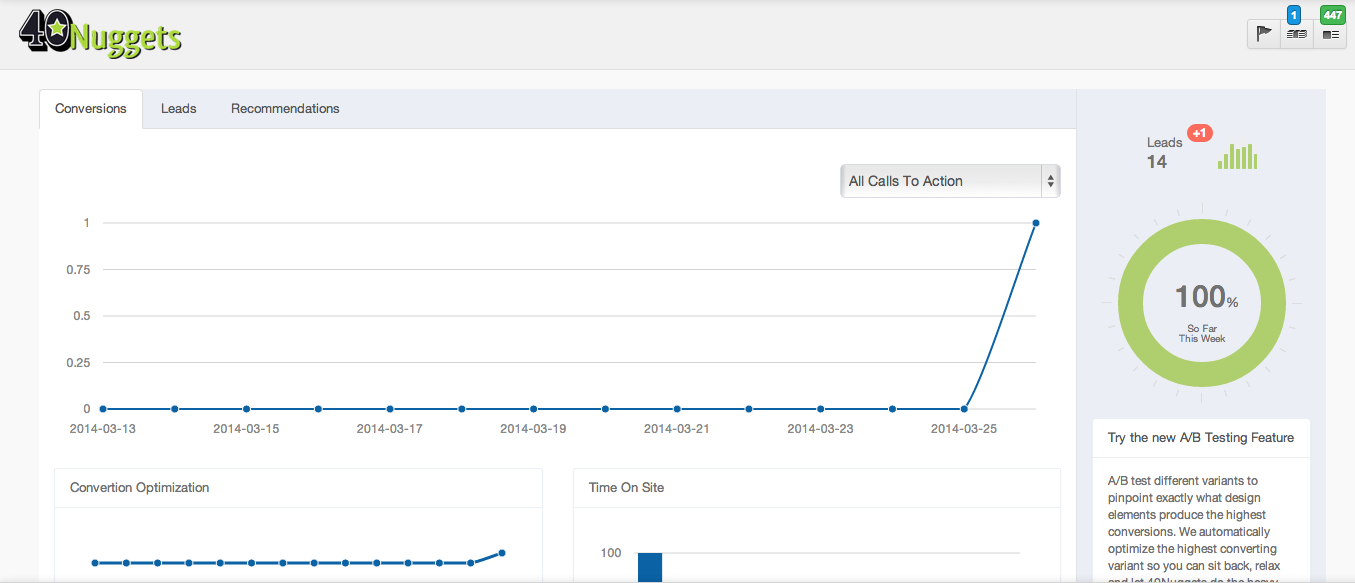 40Nuggets
1
447
Conversions
Leads
Recommendations
All Calls To Action
1
0.75
0.5
0.25
0
2014-03-13
2014-03-15
2014-03-17
2014-03-19
2014-03-21
2014-03-23
2014-03-25
Convertion Optimization
Time On Site
100
Leads
+1
14
100%
So Far
This Week
Try the new A/B Testing Feature
A/B test different variants to
pinpoint exactly what design
elements produce the highest
conversions. We automatically
optimize the highest converting
variant so you can sit back, relax
and let 40Nuggets do the heavy